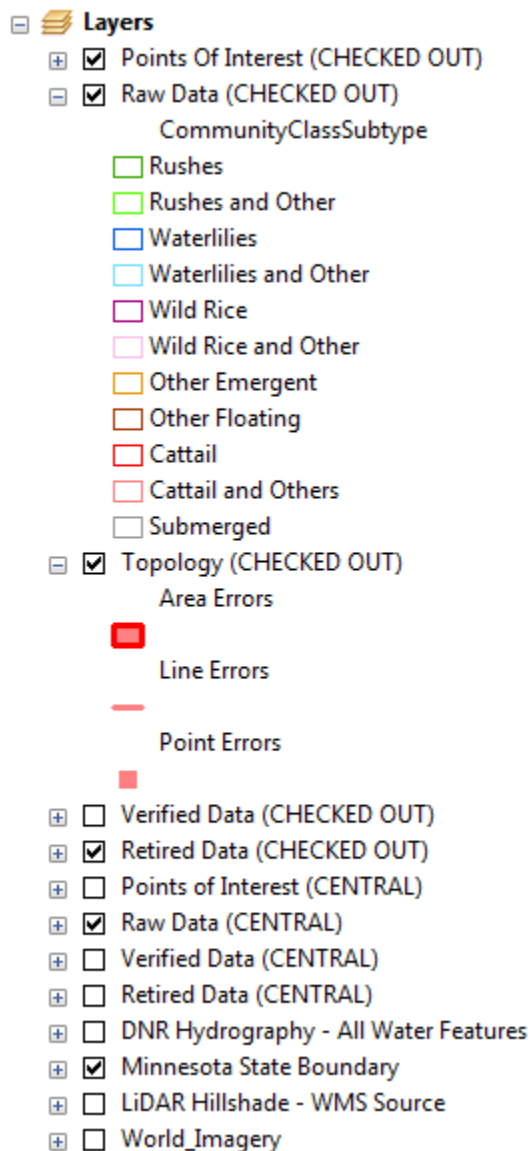 Layers
Points Of Interest (CHECKED OUT)
Raw Data (CHECKED OUT)
CommunityClassSubtype
Rushes
Rushes and Other
Waterlilies
Waterlilies and Other
Wild Rice
Wild Rice and Other
Other Emergent
Other Floating
Cattail
Cattail and Others
Submerged
Topology (CHECKED OUT)
Area Errors
Line Errors
Point Errors
Verified Data (CHECKED OUT)
Retired Data (CHECKED OUT)
Points of Interest (CENTRAL)
Raw Data (CENTRAL)
Verified Data (CENTRAL)
Retired Data (CENTRAL)
DNR Hydrography - All Water Features
Minnesota State Boundary
LiDAR Hillshade - WMS Source
World_Imagery